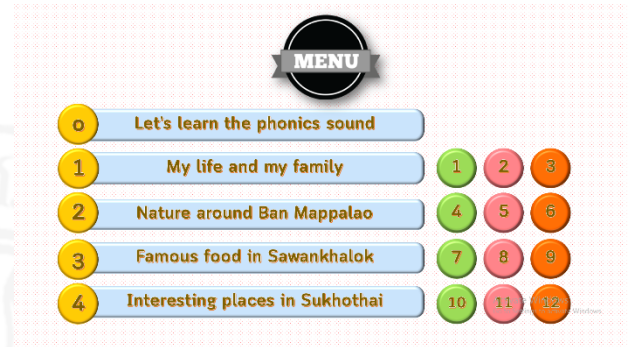 MENU
o Let's learn the phonics sound
1 My life and my family 1 2 3
2 Nature around Ban Mappalao 4 5 6
3 Famous food in Sawankhalok 7 8 9
4 Interesting places in Sukhothai 10 11 12
Windows